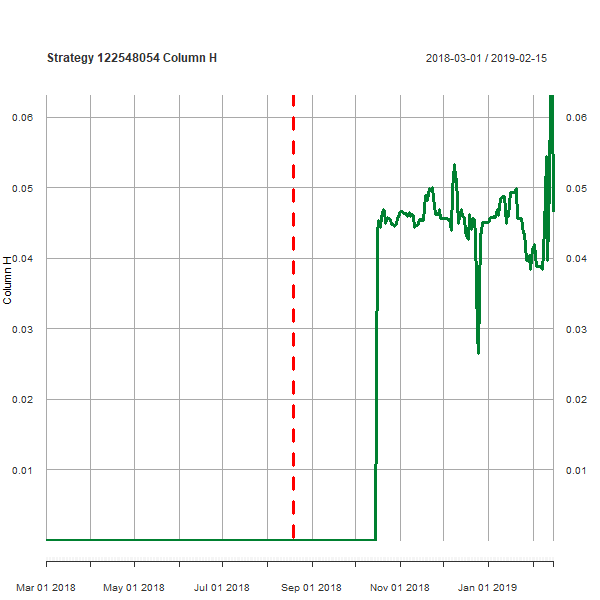 Strategy 122548054 Column H
2018-03-01 / 2019-02-15
0.06
0.06
0.05
0.05
0.04
0.04
Column H
0.03
0.03
0.02
0.02
0.01
0.01
Mar 01 2018
May 01 2018
Jul 01 2018
Sep 01 2018
Nov 01 2018
Jan 01 2019